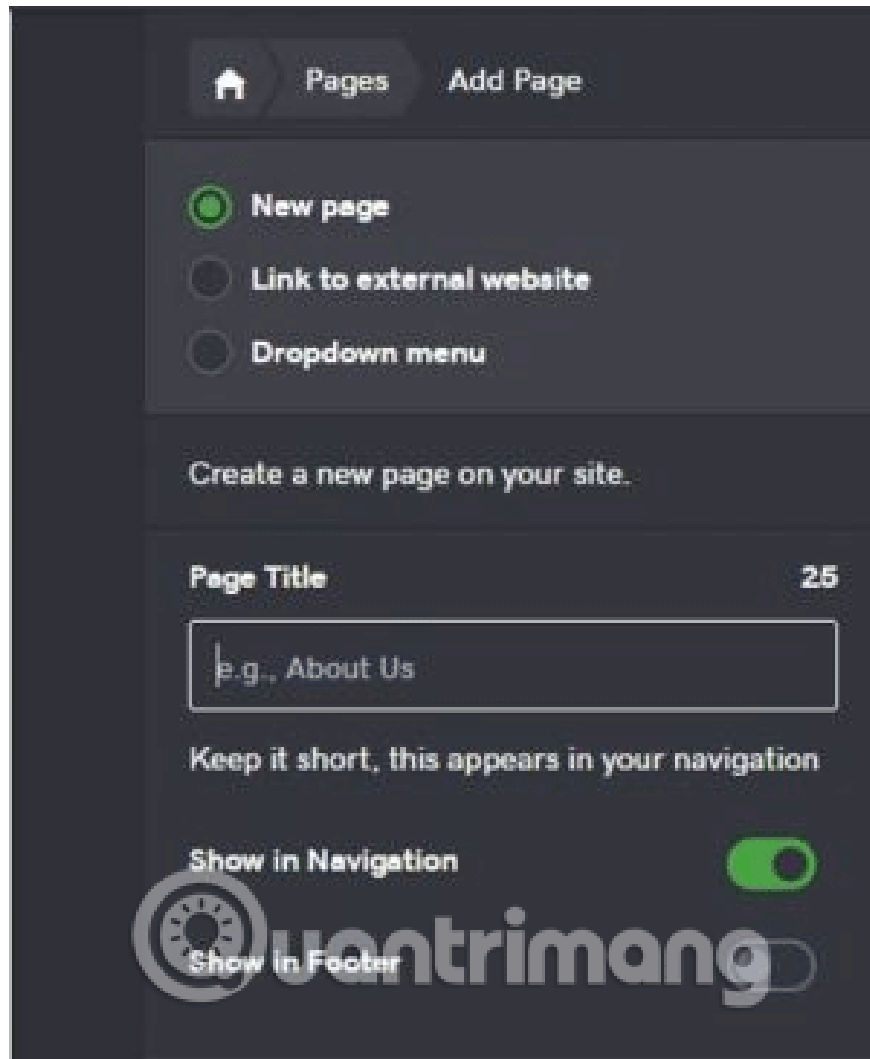 Pages Add Page
New page
Link to external website
Dropdown menu
Create a new page on your site.
Page Title 25
e.g., About Us
Keep it short, this appears in your navigation
Show in Navigation
Show in Footer
Quantrimang